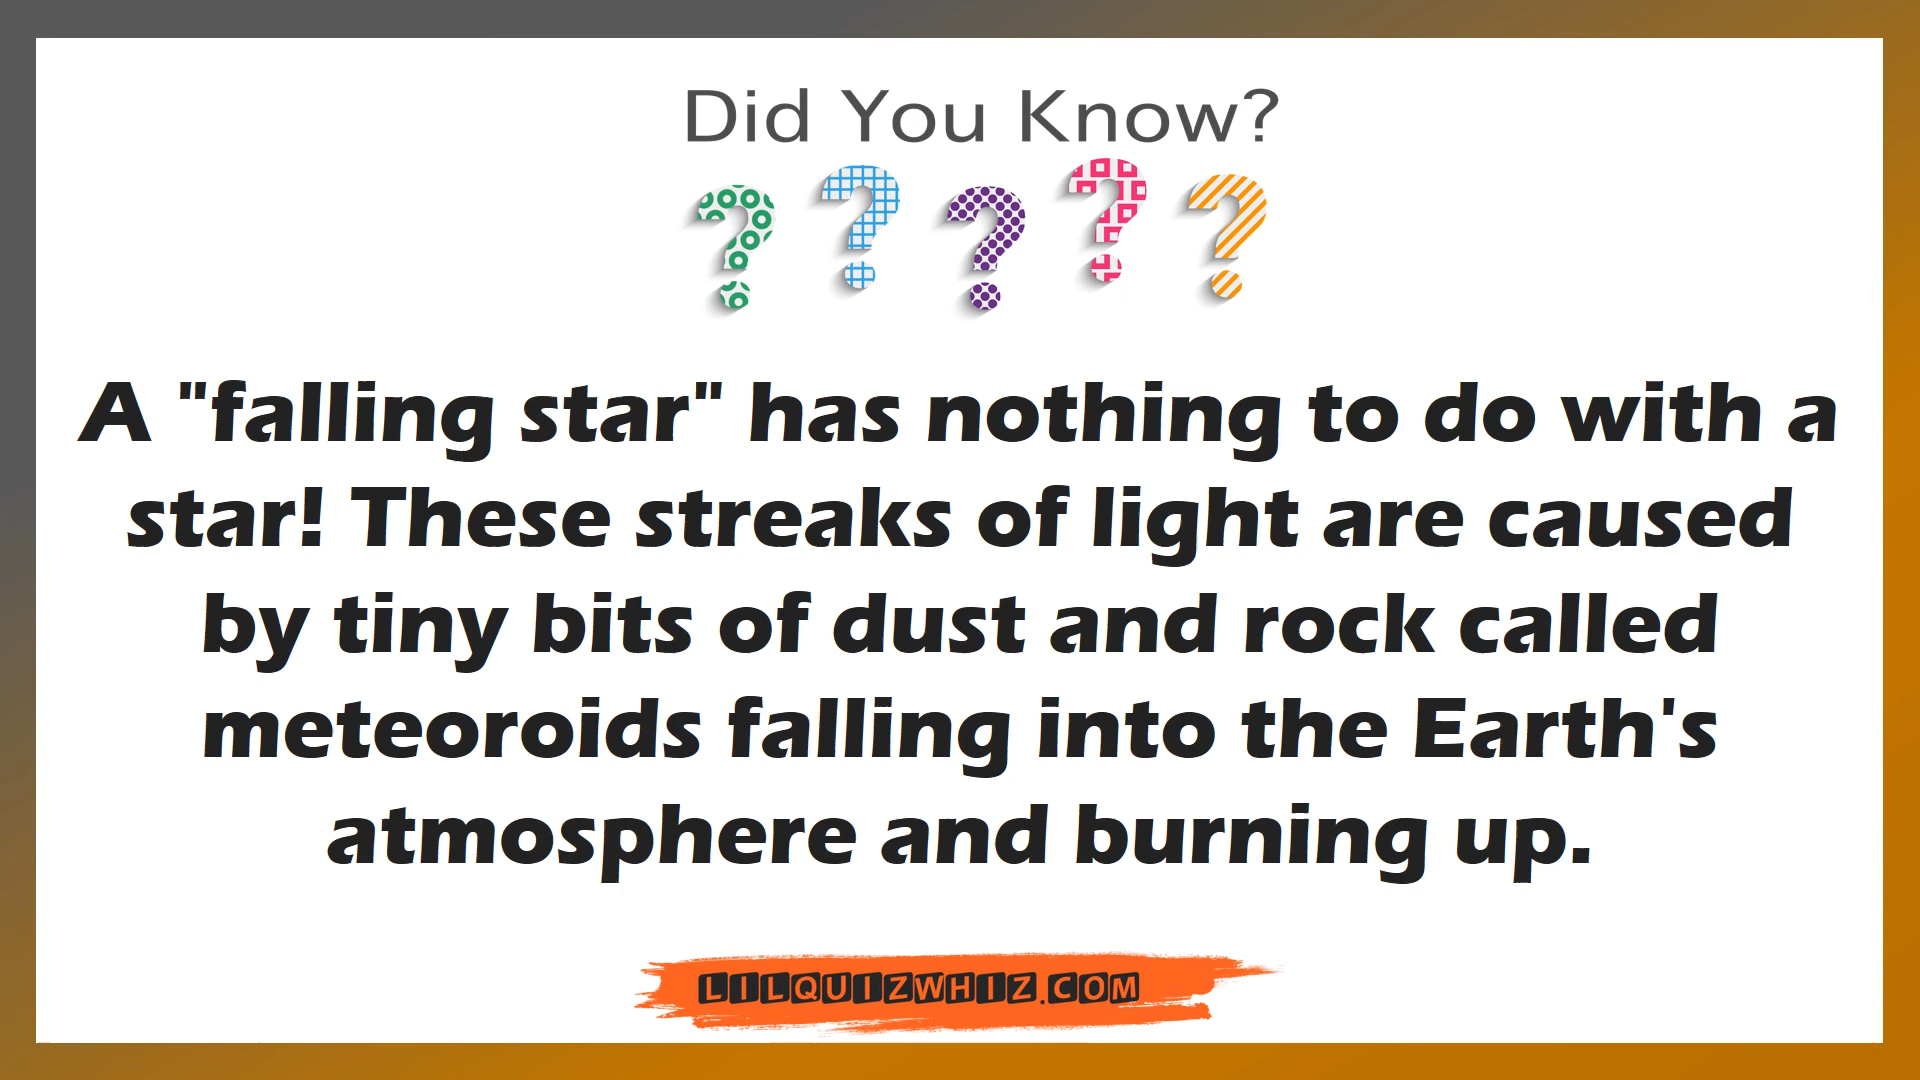 Did You Know?
? ? ? ? ?
A "falling star" has nothing to do with a
star! These streaks of light are caused
by tiny bits of dust and rock called
meteoroids falling into the Earth's
atmosphere and burning up.
LILQUIZWHIZ.COM